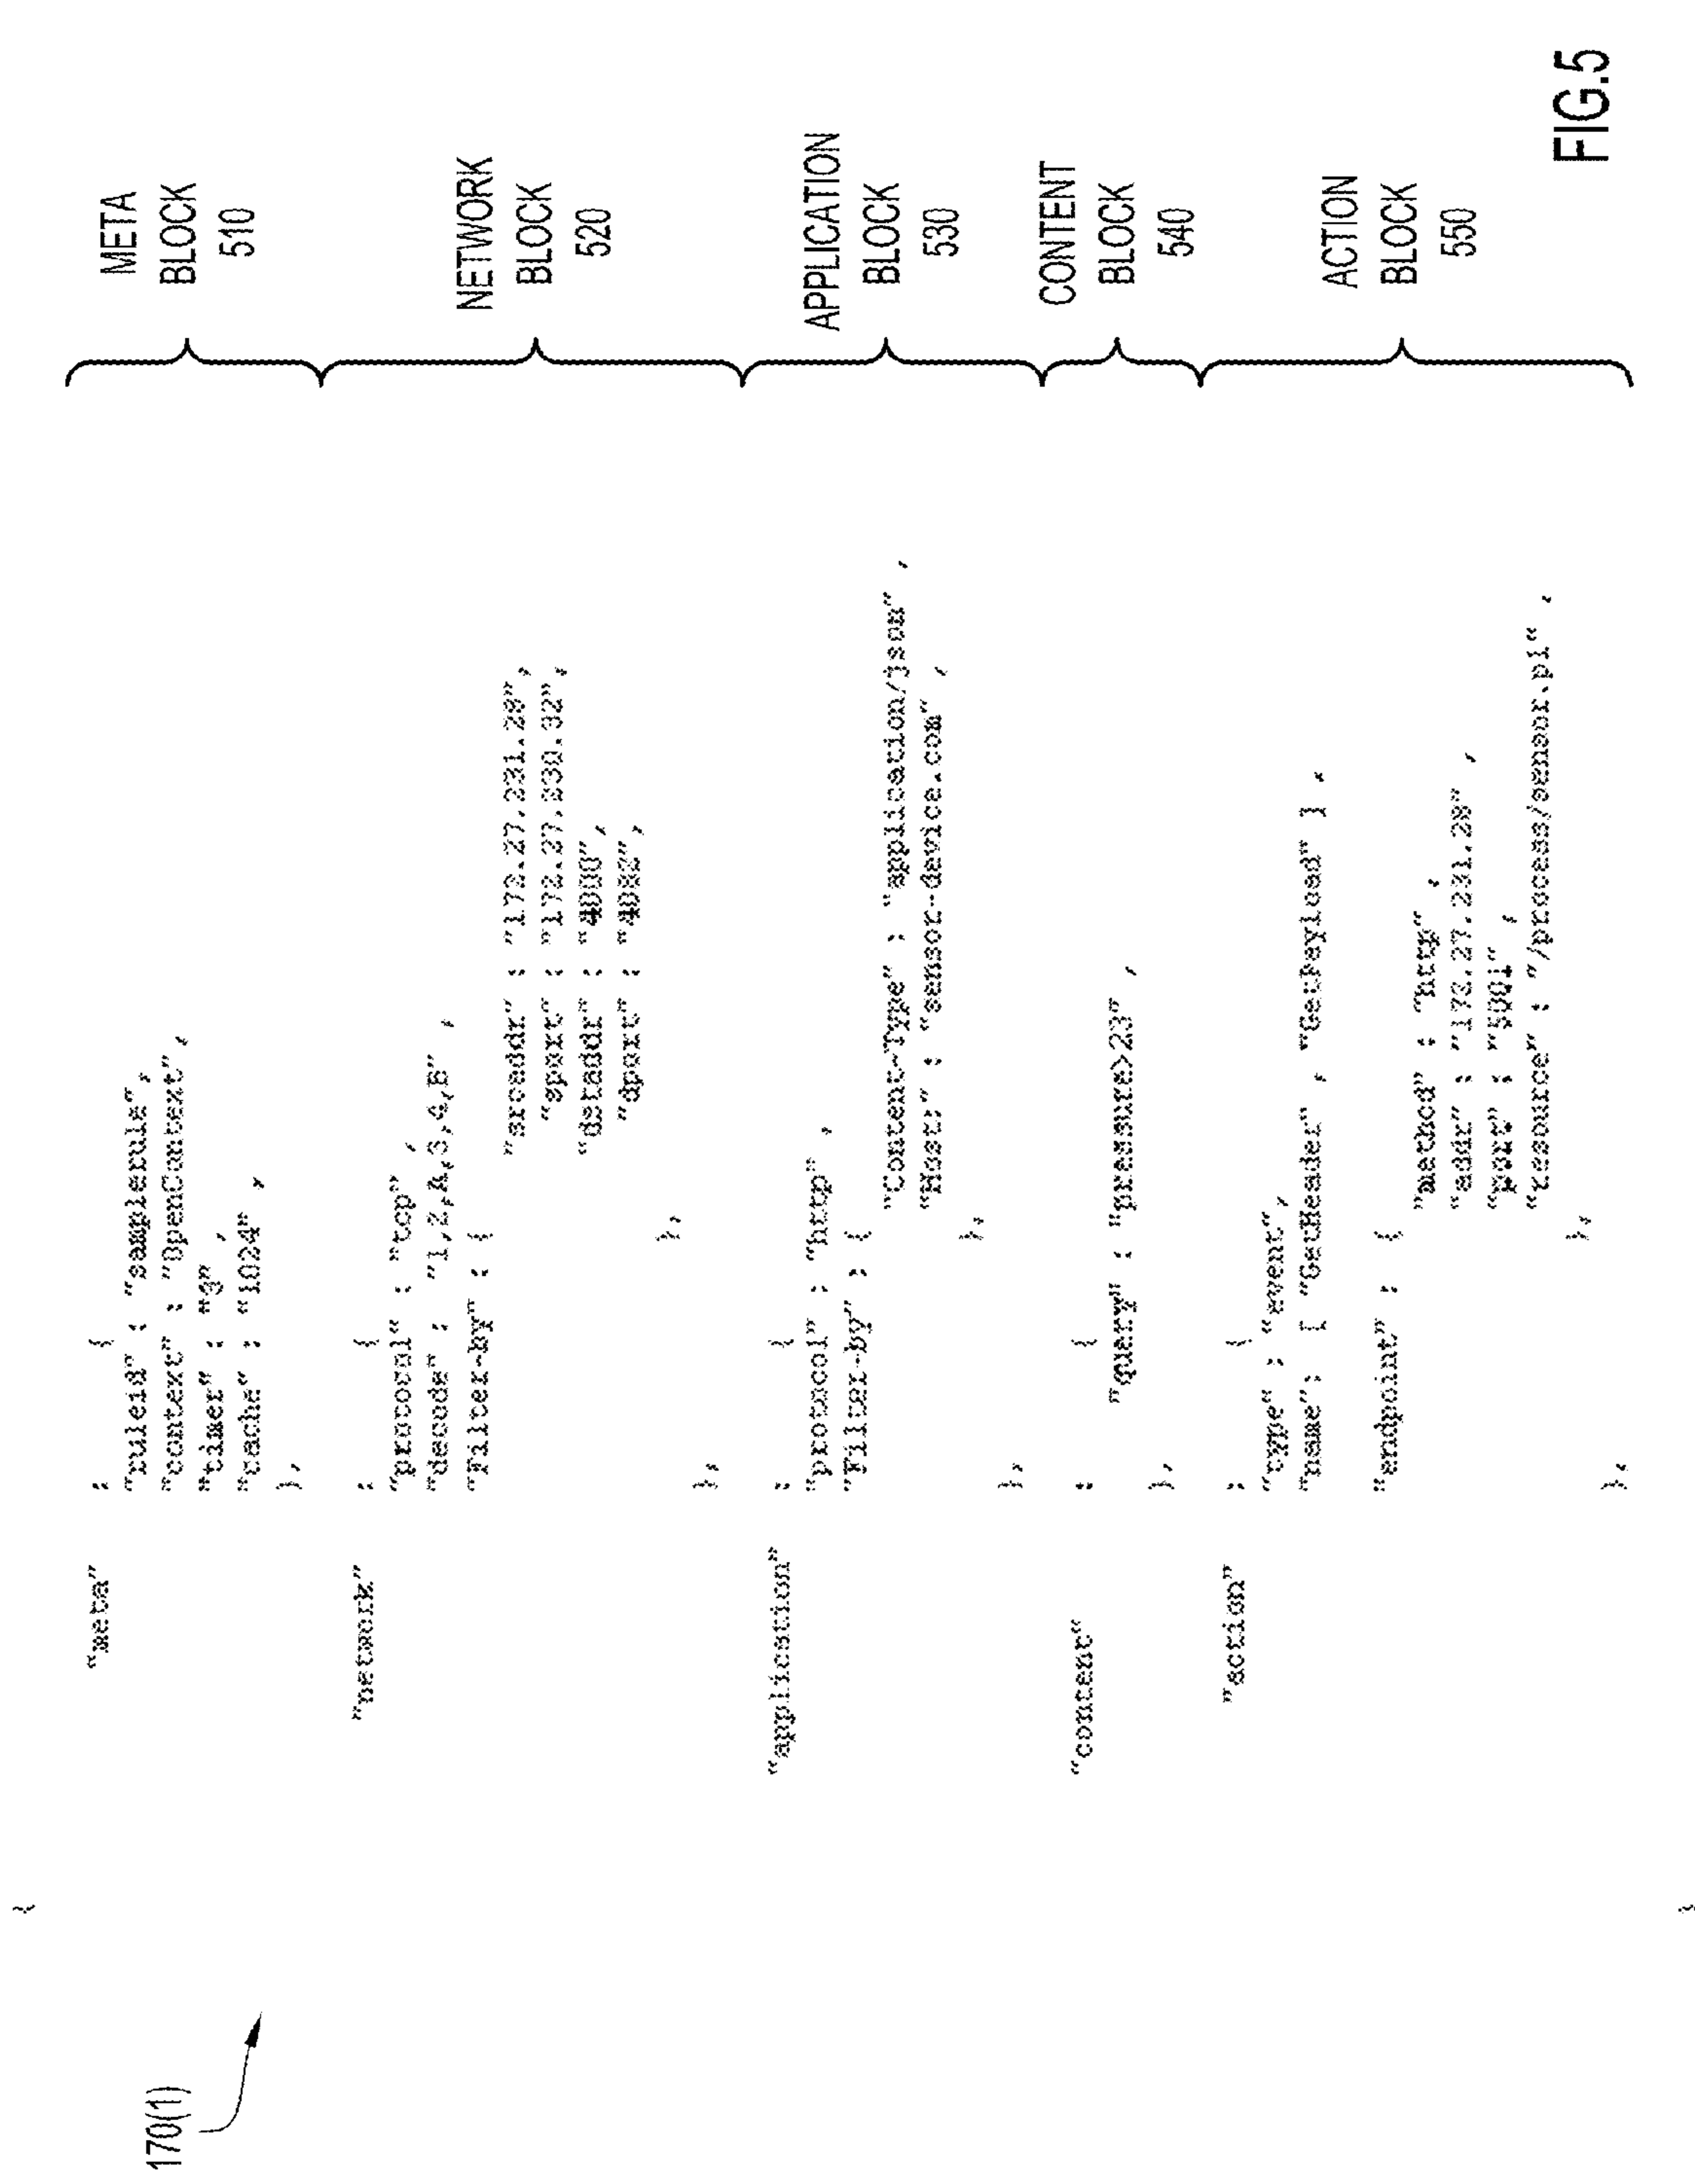 170(1)
{
"meta" : {
"ruleid" : "samplerule",
"context" : "OpenContext",
"timer" : "3",
"cache" : "1024" ,
},
META
BLOCK
510
"network" : {
"protocol" : "tcp" ,
"decode" : "1,2,A,3,4,B" ,
"Filter-by" : {
"srcaddr" : "172.27.231.28",
"sport" : "172.27.230.32",
"dstaddr" : "4000",
"dport" : "4082",
},
},
NETWORK
BLOCK
520
"application" : {
"protocol" : "http" ,
"Filter-by" : {
"Content-Type" : "application/json" ,
"Host:" : "sensor-device.com" ,
},
},
APPLICATION
BLOCK
530
"content" : {
"query" : "pressure>23" ,
},
CONTENT
BLOCK
540
"action" : {
"type" : "event",
"name": [ "GetHeader" , "GetPayload" ] ,
"endpoint" : {
"method" : "http" ,
"addr" : "172.27.231.28" ,
"port" : "5001" ,
"resource" : "/process/sensor.pl" ,
},
},
ACTION
BLOCK
550
FIG.5